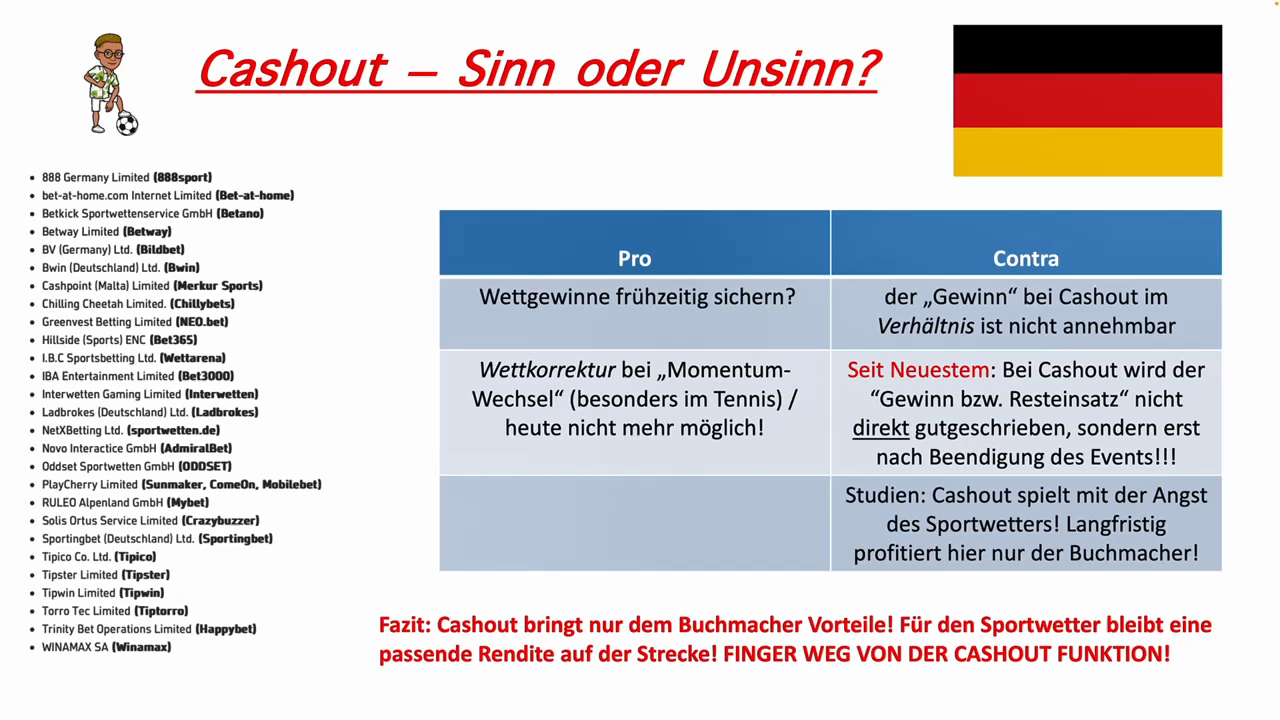 Cashout – Sinn oder Unsinn?
888 Germany Limited (888sport)
bet-at-home.com Internet Limited (Bet-at-home)
Betkick Sportwettenservice GmbH (Betano)
Betway Limited (Betway)
BV (Germany) Ltd. (Bildbet)
Bwin (Deutschland) Ltd. (Bwin)
Cashpoint (Malta) Limited (Merkur Sports)
Chilling Cheetah Limited. (Chillybets)
Greenvest Betting Limited (NEO.bet)
Hillside (Sports) ENC (Bet365)
I.B.C Sportsbetting Ltd. (Wettarena)
IBA Entertainment Limited (Bet3000)
Interwetten Gaming Limited (Interwetten)
Ladbrokes (Deutschland) Ltd. (Ladbrokes)
NetXBetting Ltd. (sportwetten.de)
Novo Interactice GmbH (AdmiralBet)
Oddset Sportwetten GmbH (ODDSET)
PlayCherry Limited (Sunmaker, ComeOn, Mobilebet)
RULEO Alpenland GmbH (Mybet)
Solis Ortus Service Limited (Crazybuzzer)
Sportingbet (Deutschland) Ltd. (Sportingbet)
Tipico Co. Ltd. (Tipico)
Tipster Limited (Tipster)
Tipwin Limited (Tipwin)
Torro Tec Limited (Tiptorro)
Trinity Bet Operations Limited (Happybet)
WINAMAX SA (Winamax)
Pro
Contra
Wettgewinne frühzeitig sichern?
der „Gewinn“ bei Cashout im
Verhältnis ist nicht annehmbar
Wettkorrektur bei „Momentum-
Wechsel“ (besonders im Tennis) /
heute nicht mehr möglich!
Seit Neuestem: Bei Cashout wird der
“Gewinn bzw. Resteinsatz“ nicht
direkt gutgeschrieben, sondern erst
nach Beendigung des Events!!!
Studien: Cashout spielt mit der Angst
des Sportwetters! Langfristig
profitiert hier nur der Buchmacher!
Fazit: Cashout bringt nur dem Buchmacher Vorteile! Für den Sportwetter bleibt eine
passende Rendite auf der Strecke! FINGER WEG VON DER CASHOUT FUNKTION!